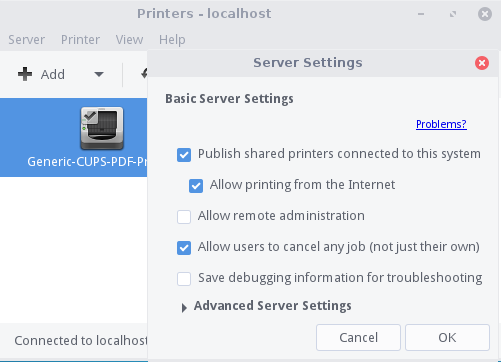 Printers - localhost
Server Printer View Help
Server Settings
Add
Basic Server Settings
Problems?
Publish shared printers connected to this system
Generic-CUPS-PDF-Pr
Allow printing from the Internet
Allow remote administration
Allow users to cancel any job (not just their own)
Save debugging information for troubleshooting
Advanced Server Settings
Connected to localhost
Cancel OK